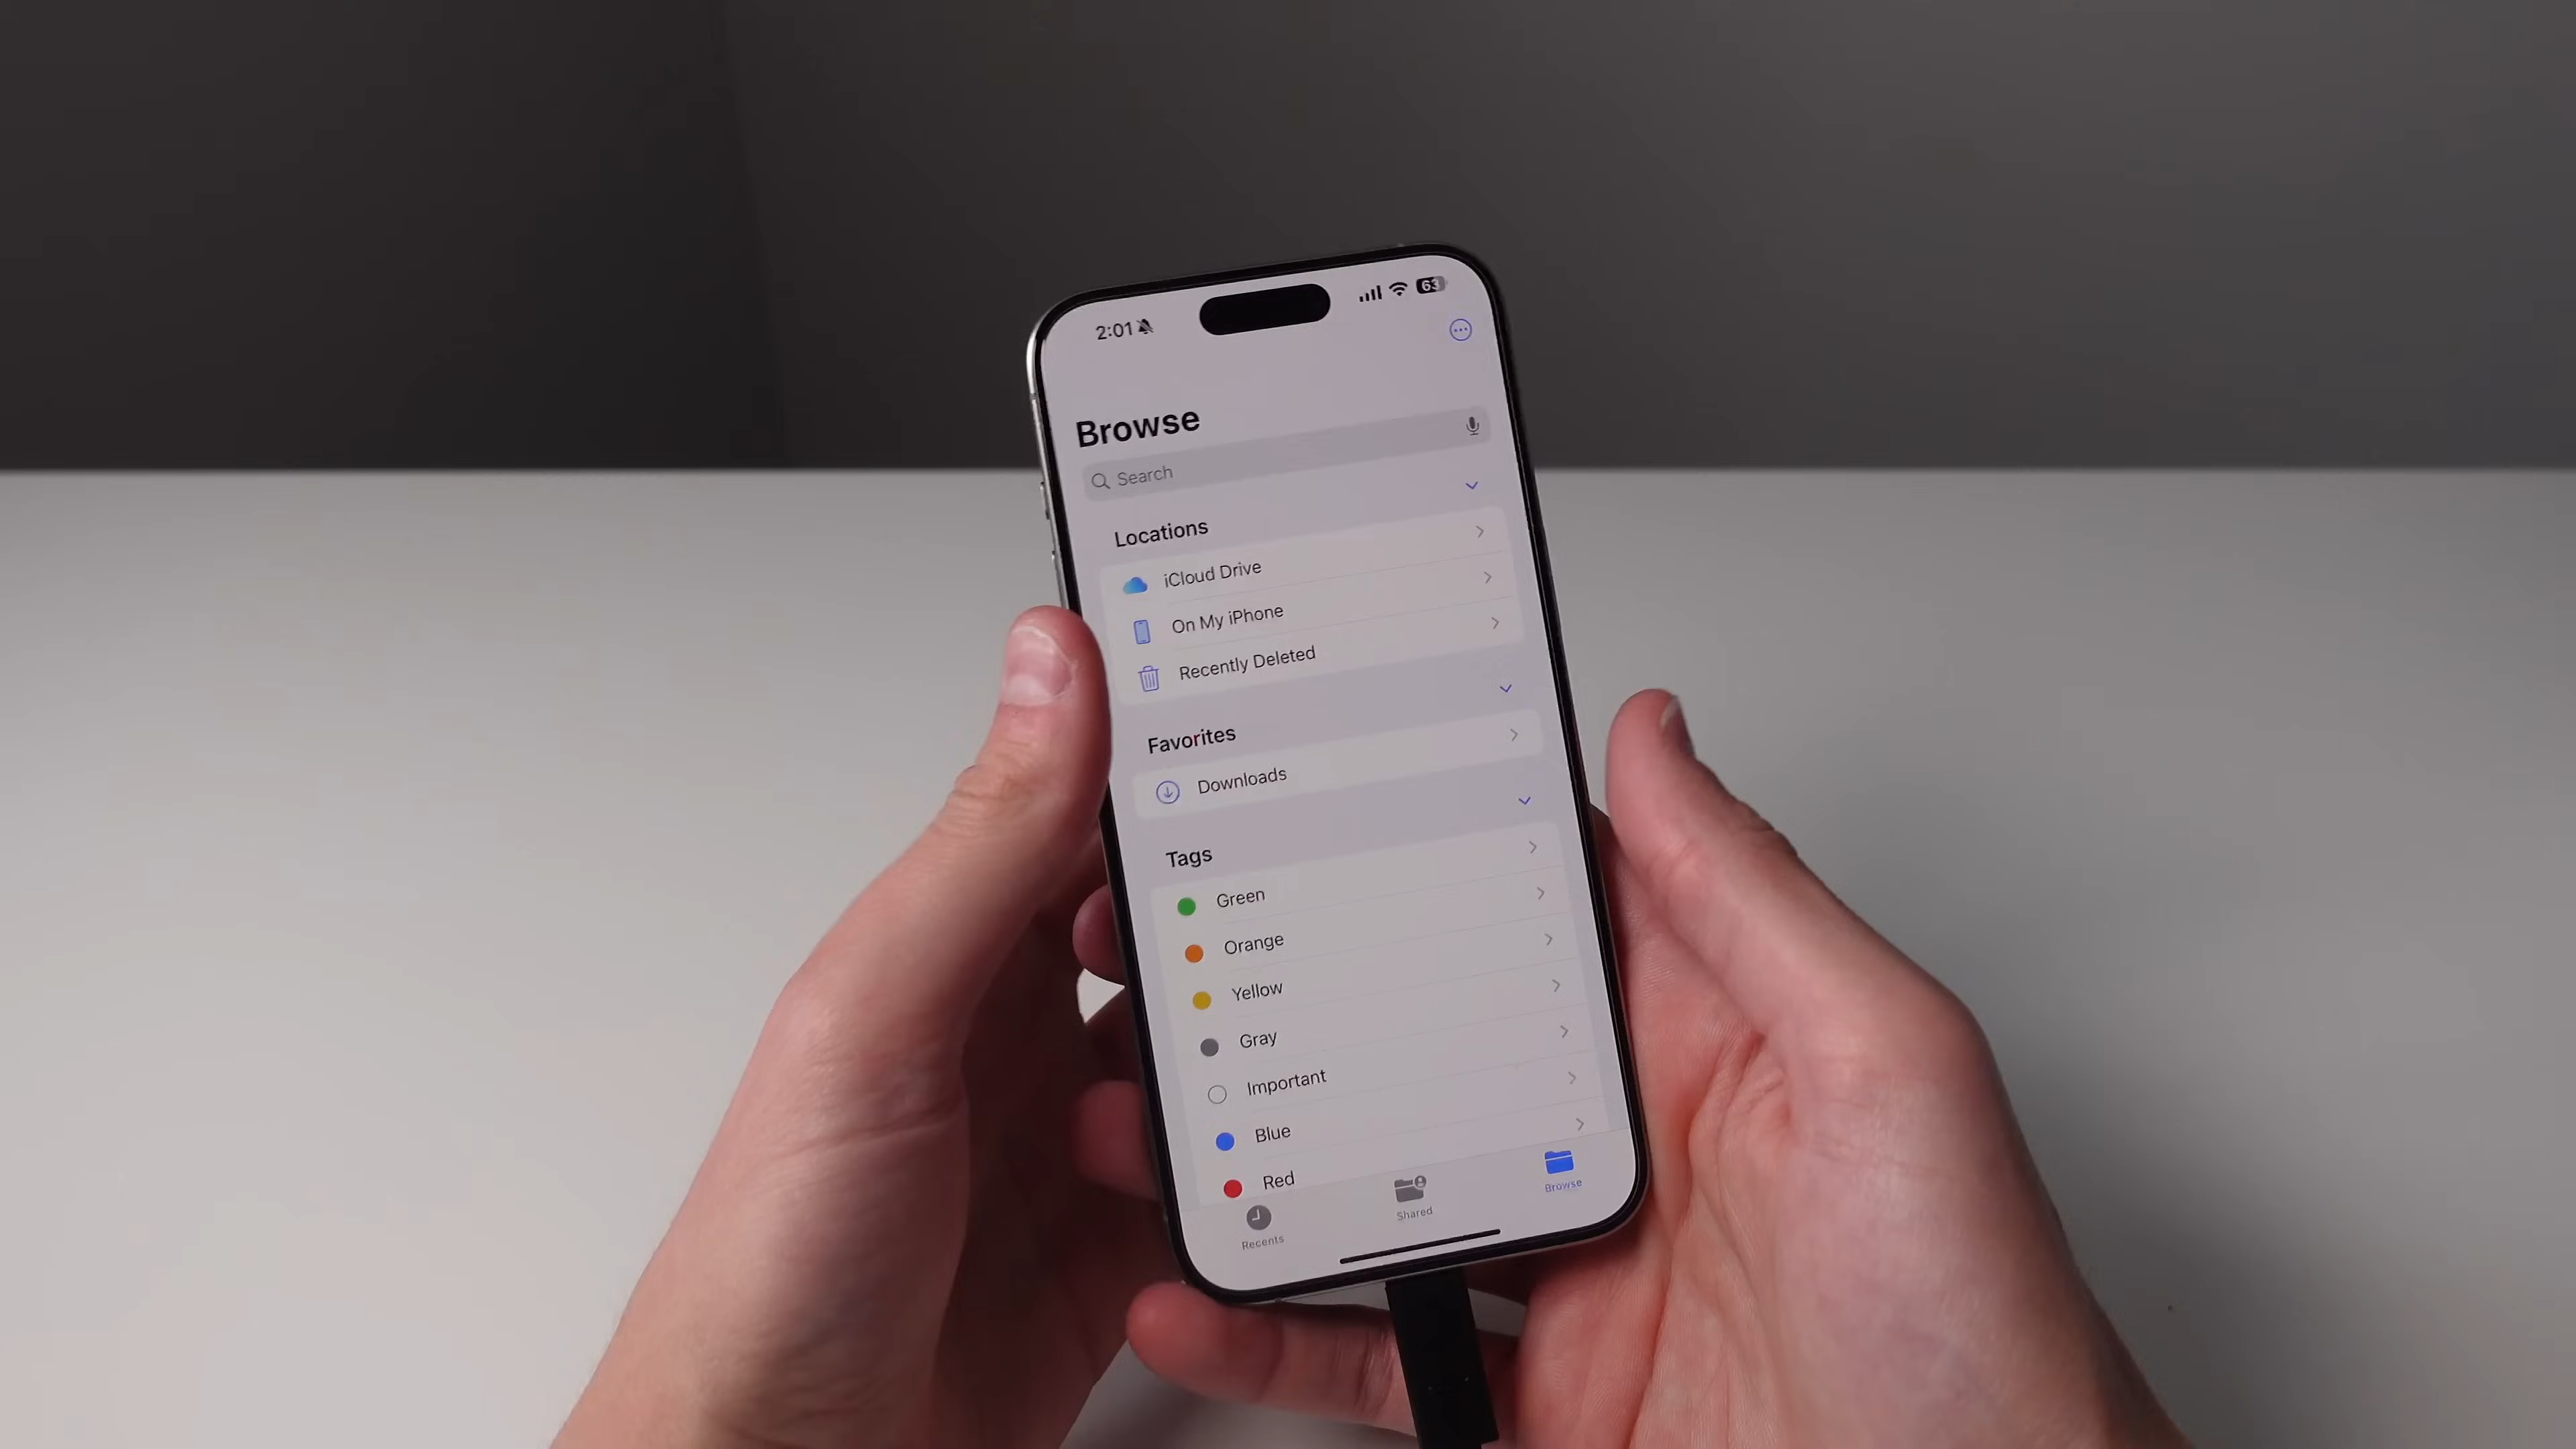 2:01
63
Browse
Search
Locations
iCloud Drive
On My iPhone
Recently Deleted
Favorites
Downloads
Tags
Green
Orange
Yellow
Gray
Important
Blue
Red
Recents
Shared
Browse